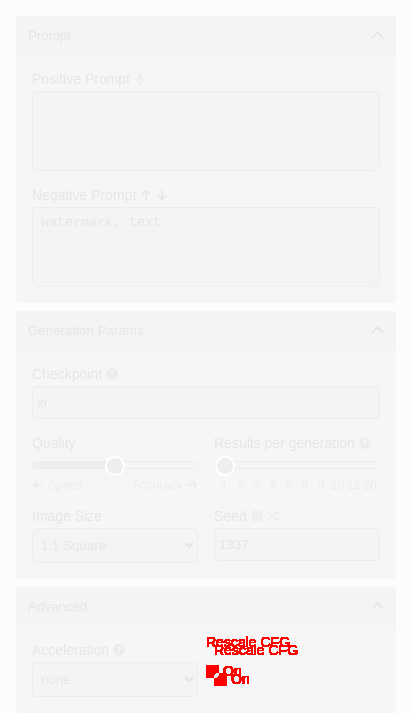 Prompt
Positive Prompt
Negative Prompt
watermark, text
Generation Params
Checkpoint
xl
Quality
Results per generation
Speed
Accuracy
1 2 3 4 5 6 8 9 10 12 20
Image Size
Seed
1:1 Square
1337
Advanced
Acceleration
none
Rescale CFG
Rescale CFG
On
On